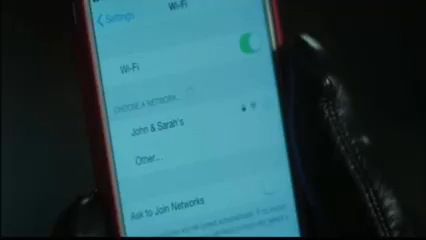 Wi-Fi
Settings
Wi-Fi
CHOOSE A NETWORK...
John & Sarah's
Other...
Ask to Join Networks